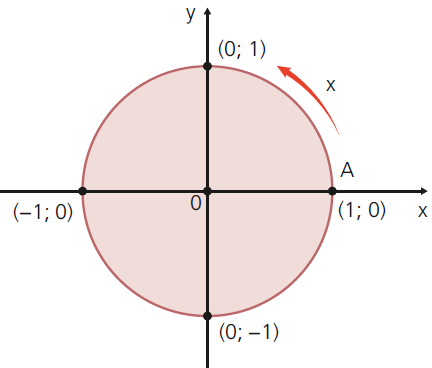 y
(0; 1)
x
A
(–1; 0)
0
(1; 0)
x
(0; –1)